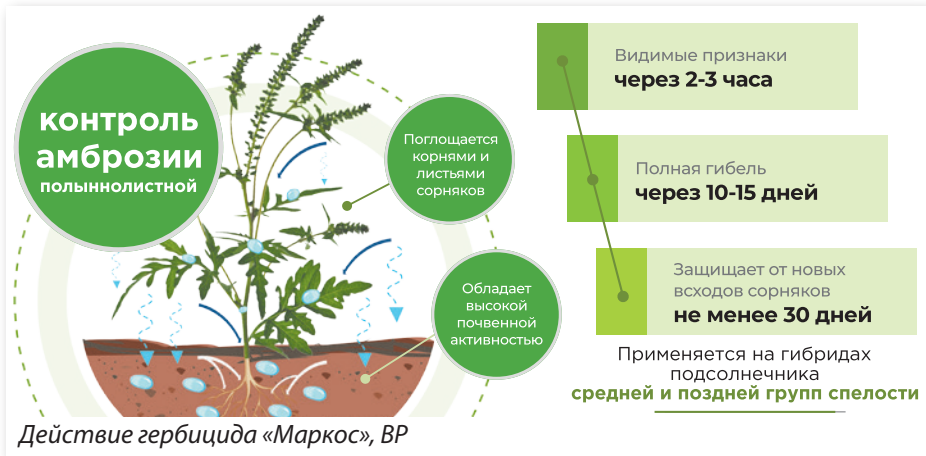 контроль
амброзии
полыннолистной
Поглощается
корнями и
листьями
сорняков
Обладает
высокой
почвенной
активностью
Видимые признаки
через 2-3 часа
Полная гибель
через 10-15 дней
Защищает от новых
всходов сорняков
не менее 30 дней
Применяется на гибридах
подсолнечника
средней и поздней групп спелости
Действие гербицида «Маркос», ВР